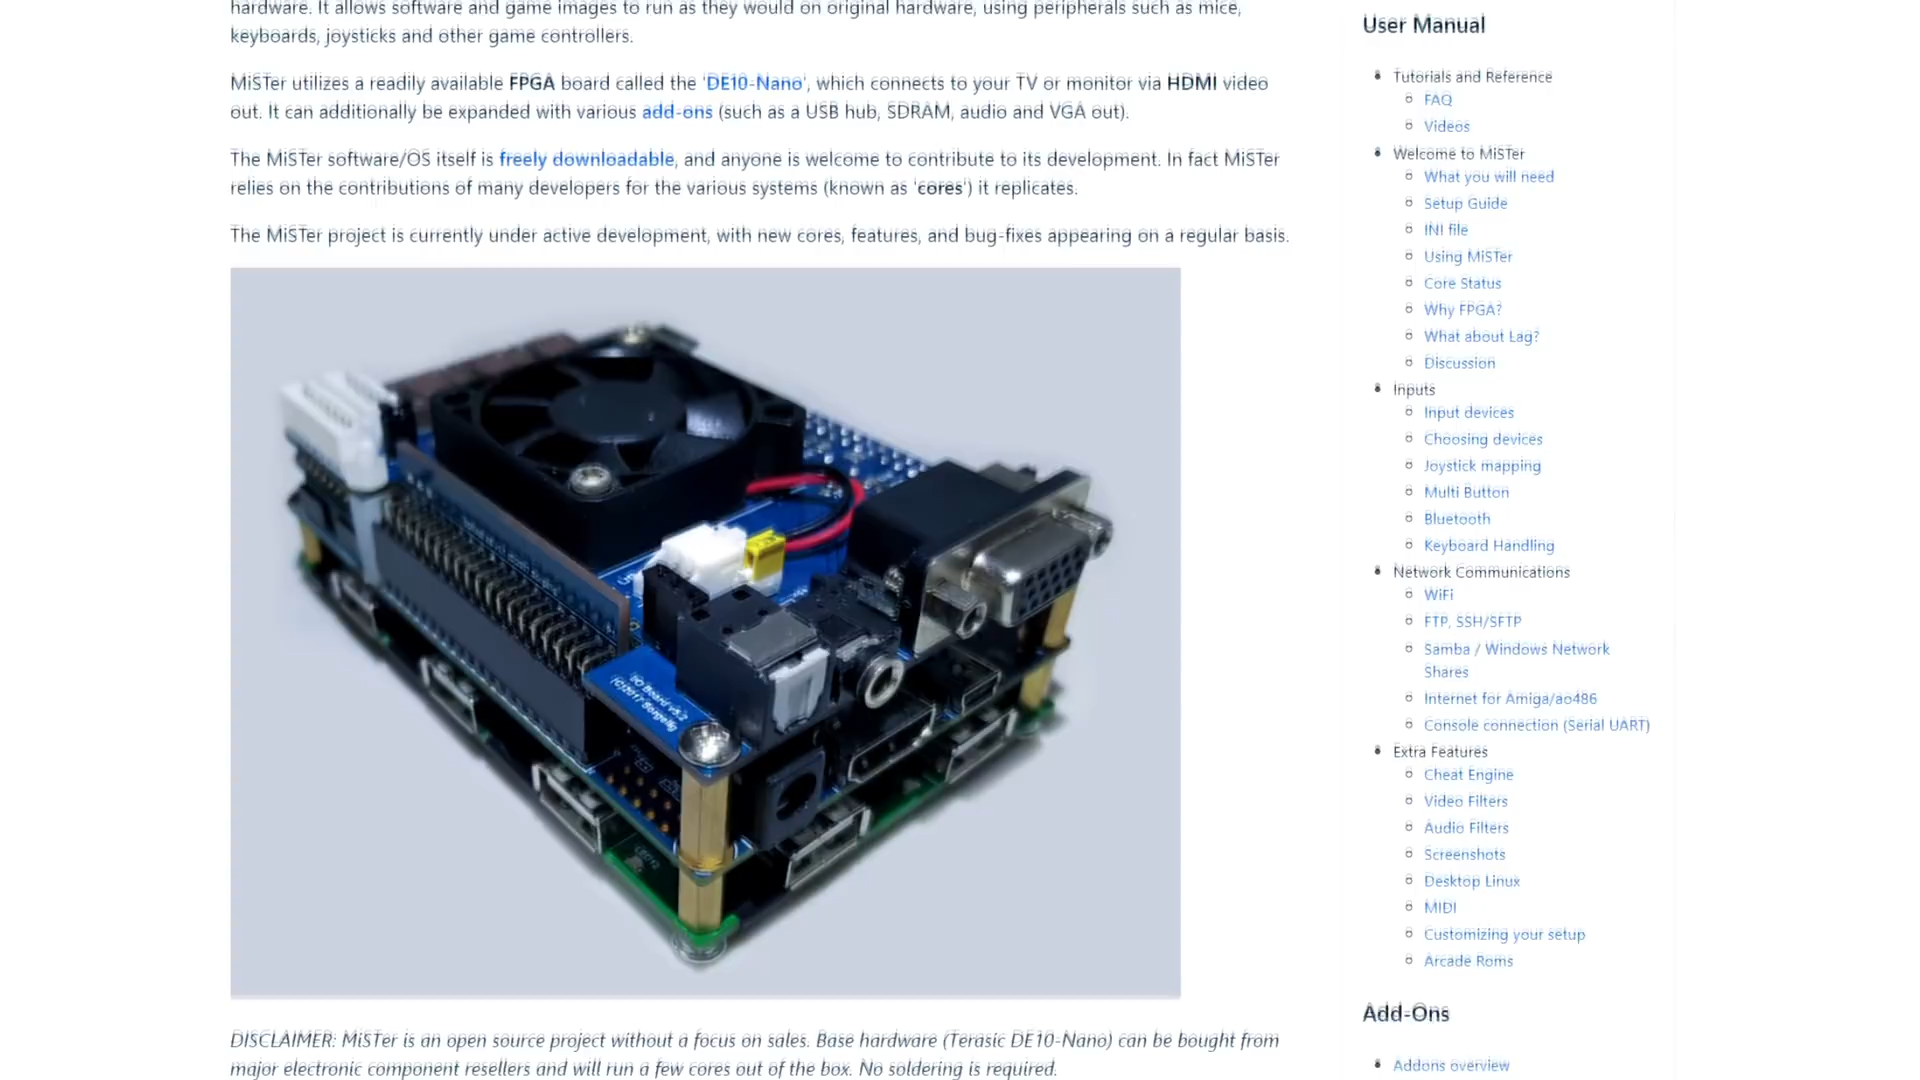 hardware. It allows software and game images to run as they would on original hardware, using peripherals such as mice,
keyboards, joysticks and other game controllers.
MiSTer utilizes a readily available FPGA board called the 'DE10-Nano', which connects to your TV or monitor via HDMI video
out. It can additionally be expanded with various add-ons (such as a USB hub, SDRAM, audio and VGA out).
The MiSTer software/OS itself is freely downloadable, and anyone is welcome to contribute to its development. In fact MiSTer
relies on the contributions of many developers for the various systems (known as 'cores') it replicates.
The MiSTer project is currently under active development, with new cores, features, and bug-fixes appearing on a regular basis.
I/O Board v5.2
(C)2017 Sorgelig
DISCLAIMER: MiSTer is an open source project without a focus on sales. Base hardware (Terasic DE10-Nano) can be bought from
major electronic component resellers and will run a few cores out of the box. No soldering is required.
User Manual
Tutorials and Reference
FAQ
Videos
Welcome to MiSTer
What you will need
Setup Guide
INI file
Using MiSTer
Core Status
Why FPGA?
What about Lag?
Discussion
Inputs
Input devices
Choosing devices
Joystick mapping
Multi Button
Bluetooth
Keyboard Handling
Network Communications
WiFi
FTP, SSH/SFTP
Samba / Windows Network
Shares
Internet for Amiga/ao486
Console connection (Serial UART)
Extra Features
Cheat Engine
Video Filters
Audio Filters
Screenshots
Desktop Linux
MIDI
Customizing your setup
Arcade Roms
Add-Ons
Addons overview